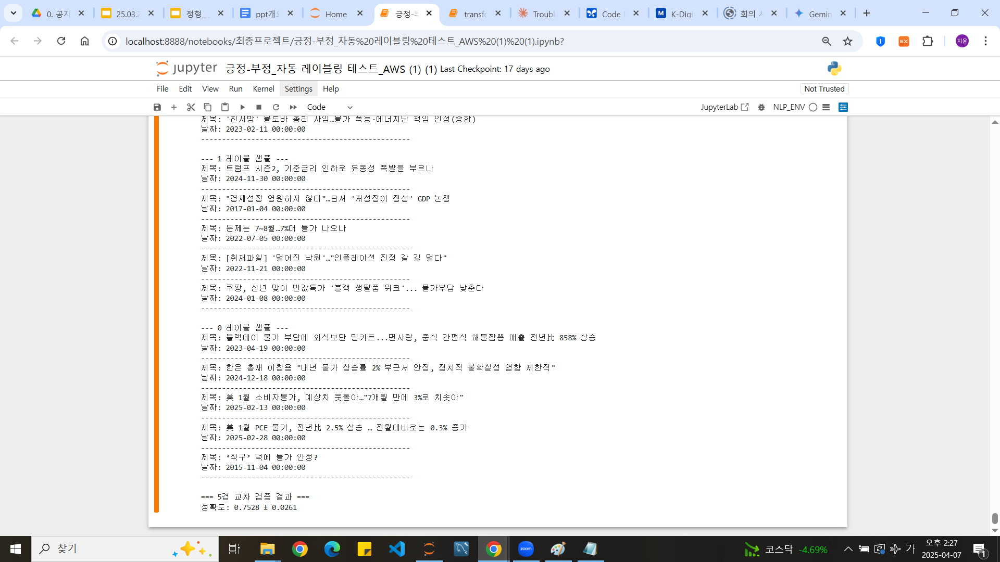 0. 공지
25.03.2
정형__
ppt개요
Home
긍정-부
transfo
Trouble
Code
K-Digi
회의 시
Gemin
localhost:8888/notebooks/최종프로젝트/긍정-부정_자동%20레이블링%20테스트_AWS%20(1)%20(1).ipynb?
EX
지윤
jupyter 긍정-부정_자동 레이블링 테스트_AWS (1) (1) Last Checkpoint: 17 days ago
File Edit View Run Kernel Settings Help
Not Trusted
Code
JupyterLab
NLP_ENV
제목: '친서방' 몰도바 총리 사임…물가 폭등·에너지난 책임 인정(종합)
날짜: 2023-02-11 00:00:00
--------------------------------------------------
--- 1 레이블 샘플 ---
제목: 트럼프 시즌2, 기준금리 인하로 유동성 폭발을 부르나
날짜: 2024-11-30 00:00:00
--------------------------------------------------
제목: "경제성장 영원하지 않다"…日서 '저성장이 정상' GDP 논쟁
날짜: 2017-01-04 00:00:00
--------------------------------------------------
제목: 문제는 7~8월…7%대 물가 나오나
날짜: 2022-07-05 00:00:00
--------------------------------------------------
제목: [취재파일] '멀어진 낙원'…"인플레이션 진정 갈 길 멀다"
날짜: 2022-11-21 00:00:00
--------------------------------------------------
제목: 쿠팡, 신년 맞이 반값특가 '블랙 생필품 위크'... 물가부담 낮춘다
날짜: 2024-01-08 00:00:00
--------------------------------------------------
--- 0 레이블 샘플 ---
제목: 블랙데이 물가 부담에 외식보단 밀키트...면사랑, 중식 간편식 해물짬뽕 매출 전년比 858% 상승
날짜: 2023-04-19 00:00:00
--------------------------------------------------
제목: 한은 총재 이창용 "내년 물가 상승률 2% 부근서 안정, 정치적 불확실성 영향 제한적"
날짜: 2024-12-18 00:00:00
--------------------------------------------------
제목: 美 1월 소비자물가, 예상치 웃돌아…"7개월 만에 3%로 치솟아"
날짜: 2025-02-13 00:00:00
--------------------------------------------------
제목: 美 1월 PCE 물가, 전년比 2.5% 상승 … 전월대비로는 0.3% 증가
날짜: 2025-02-28 00:00:00
--------------------------------------------------
제목: ‘직구’ 덕에 물가 안정?
날짜: 2015-11-04 00:00:00
--------------------------------------------------
=== 5겹 교차 검증 결과 ===
정확도: 0.7528 ± 0.0261
찾기
zoom
코스닥 -4.69%
가
오후 2:27
2025-04-07
1